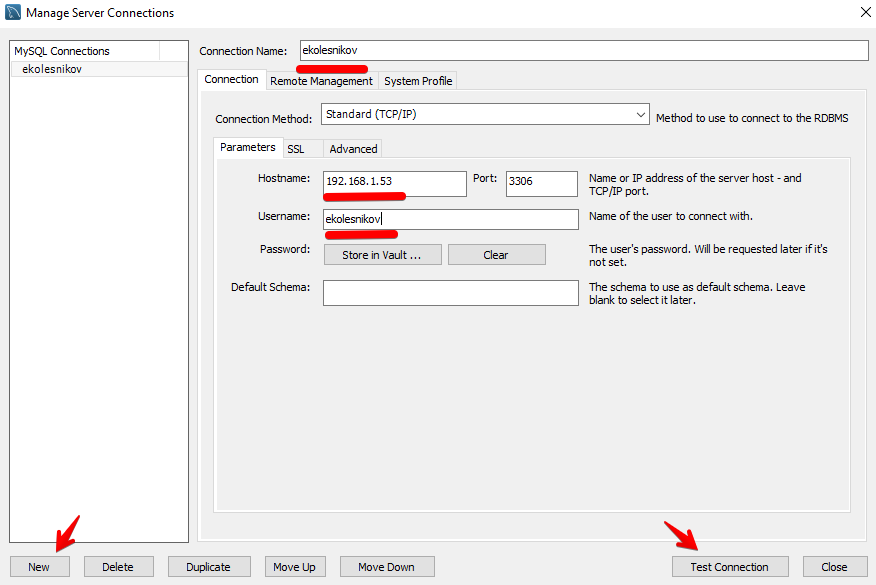 Manage Server Connections
MySQL Connections
ekolesnikov
Connection Name: ekolesnikov
Connection Remote Management System Profile
Connection Method: Standard (TCP/IP) Method to use to connect to the RDBMS
Parameters SSL Advanced
Hostname: 192.168.1.53 Port: 3306 Name or IP address of the server host - and
TCP/IP port.
Username: ekolesnikov Name of the user to connect with.
Password: Store in Vault ... Clear The user's password. Will be requested later if it's
not set.
Default Schema: The schema to use as default schema. Leave
blank to select it later.
New Delete Duplicate Move Up Move Down Test Connection Close